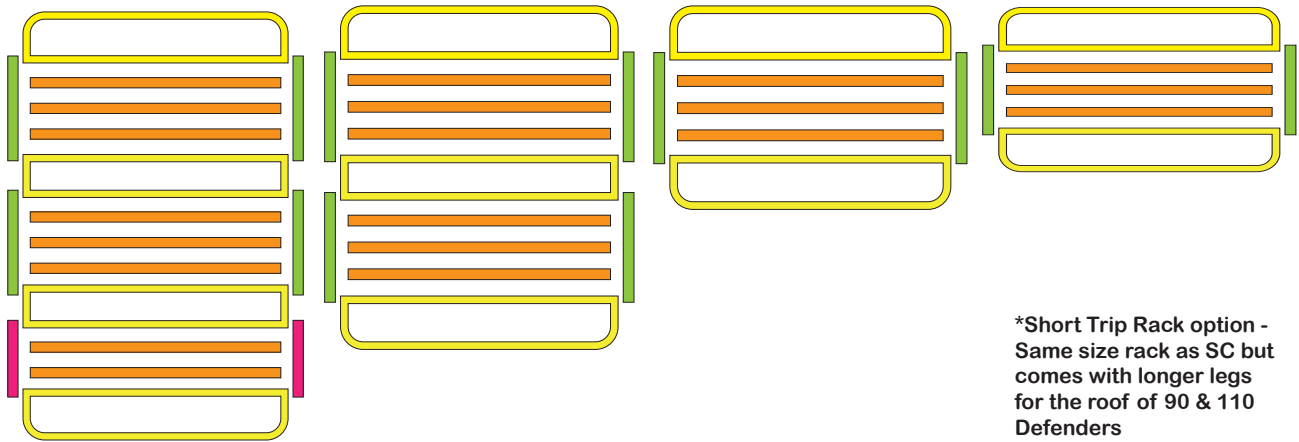 *Short Trip Rack option -
Same size rack as SC but
comes with longer legs
for the roof of 90 & 110
Defenders